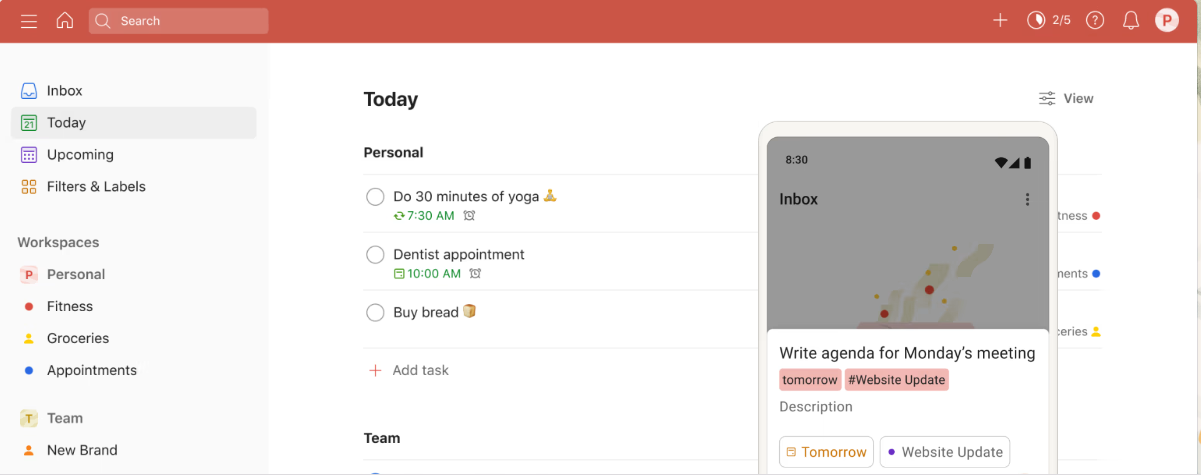 Search
2/5
?
P
Inbox
21
Today
Upcoming
Filters & Labels
Workspaces
P Personal
Fitness
Groceries
Appointments
T Team
New Brand
Today
View
Personal
Do 30 minutes of yoga
7:30 AM
tness
Dentist appointment
10:00 AM
ments
Buy bread
ceries
+ Add task
Team
8:30
Inbox
Write agenda for Monday’s meeting
tomorrow #Website Update
Description
Tomorrow
Website Update